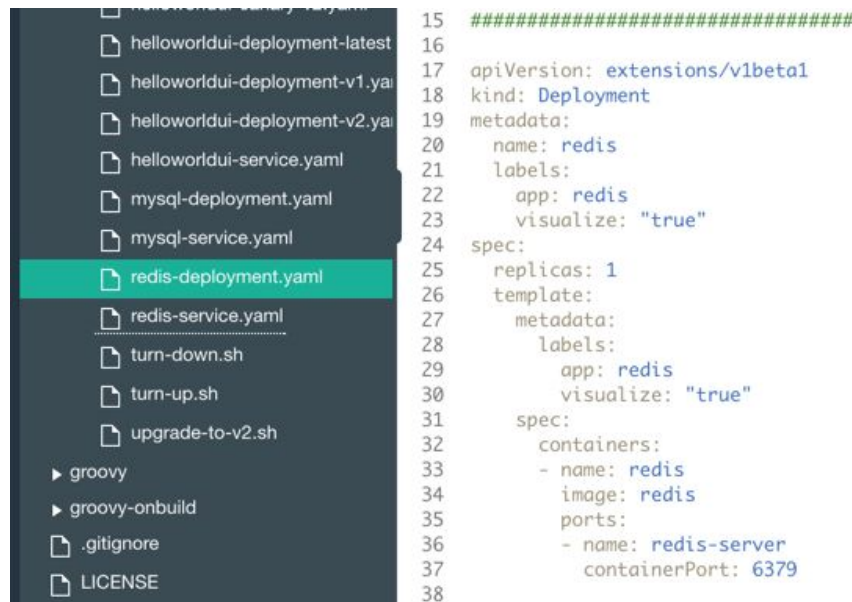 helloworldui-deployment-latest
helloworldui-deployment-v1.yar
helloworldui-deployment-v2.yar
helloworldui-service.yaml
mysql-deployment.yaml
mysql-service.yaml
redis-deployment.yaml
redis-service.yaml
turn-down.sh
turn-up.sh
upgrade-to-v2.sh
groovy
groovy-onbuild
.gitignore
LICENSE
15 ##################################
16
17 apiVersion: extensions/v1beta1
18 kind: Deployment
19 metadata:
20   name: redis
21   labels:
22     app: redis
23     visualize: "true"
24 spec:
25   replicas: 1
26   template:
27     metadata:
28       labels:
29         app: redis
30         visualize: "true"
31     spec:
32       containers:
33       - name: redis
34         image: redis
35         ports:
36         - name: redis-server
37           containerPort: 6379
38